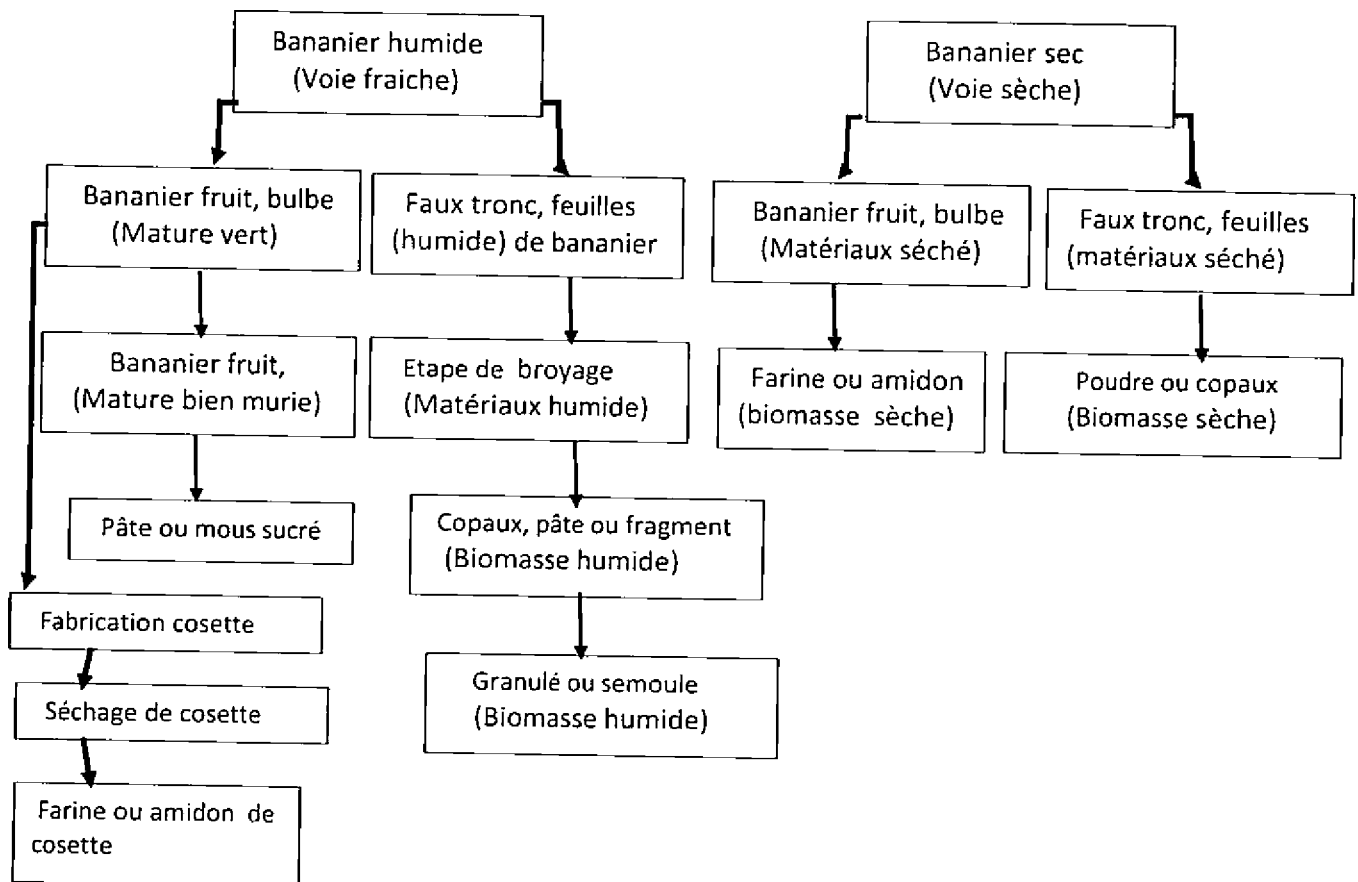 Bananier humide
(Voie fraiche)
Bananier sec
(Voie sèche)
Bananier fruit, bulbe
(Mature vert)
Faux tronc, feuilles
(humide) de bananier
Bananier fruit, bulbe
(Matériaux séché)
Faux tronc, feuilles
(matériaux séché)
Bananier fruit,
(Mature bien murie)
Etape de broyage
(Matériaux humide)
Farine ou amidon
(biomasse sèche)
Poudre ou copaux
(Biomasse sèche)
Pâte ou mous sucré
Copaux, pâte ou fragment
(Biomasse humide)
Fabrication cosette
Granulé ou semoule
(Biomasse humide)
Séchage de cosette
Farine ou amidon de
cosette